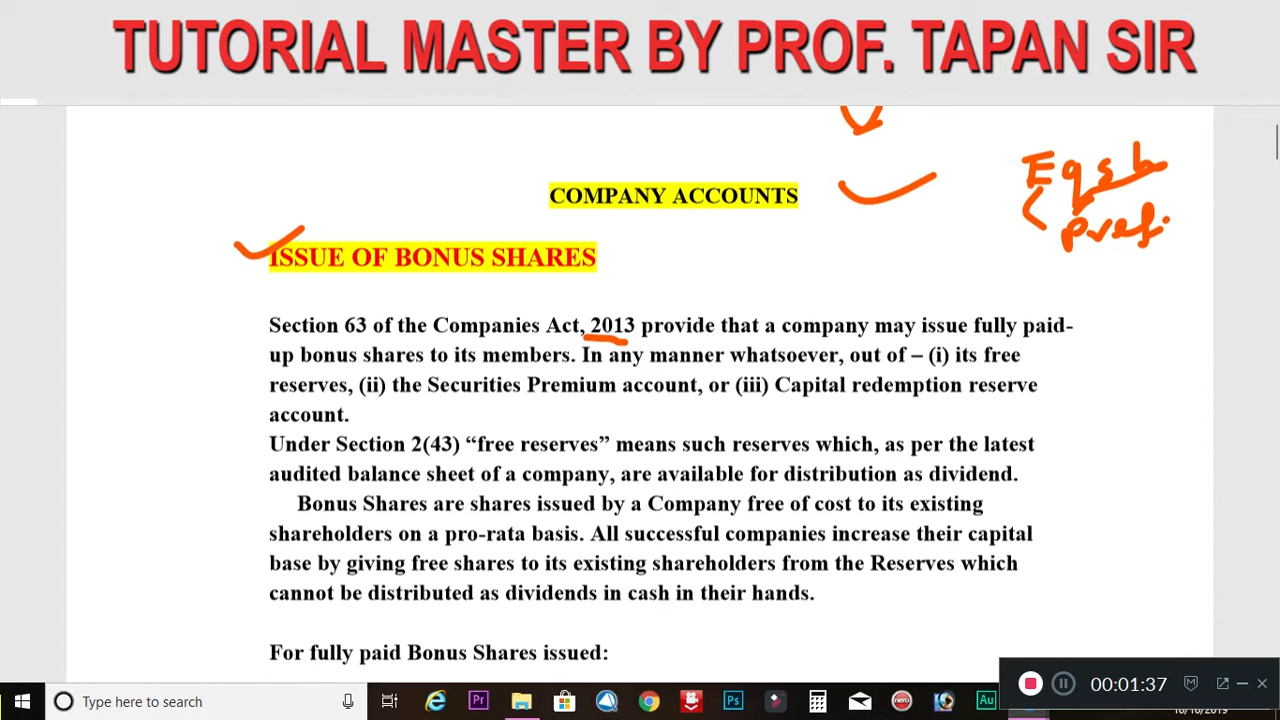 TUTORIAL MASTER BY PROF. TAPAN SIR
COMPANY ACCOUNTS
Eq sh
pref.
ISSUE OF BONUS SHARES
Section 63 of the Companies Act, 2013 provide that a company may issue fully paid-
up bonus shares to its members. In any manner whatsoever, out of – (i) its free
reserves, (ii) the Securities Premium account, or (iii) Capital redemption reserve
account.
Under Section 2(43) “free reserves” means such reserves which, as per the latest
audited balance sheet of a company, are available for distribution as dividend.
Bonus Shares are shares issued by a Company free of cost to its existing
shareholders on a pro-rata basis. All successful companies increase their capital
base by giving free shares to its existing shareholders from the Reserves which
cannot be distributed as dividends in cash in their hands.
For fully paid Bonus Shares issued:
00:01:37
Type here to search
Pr
Ps
nero
Au